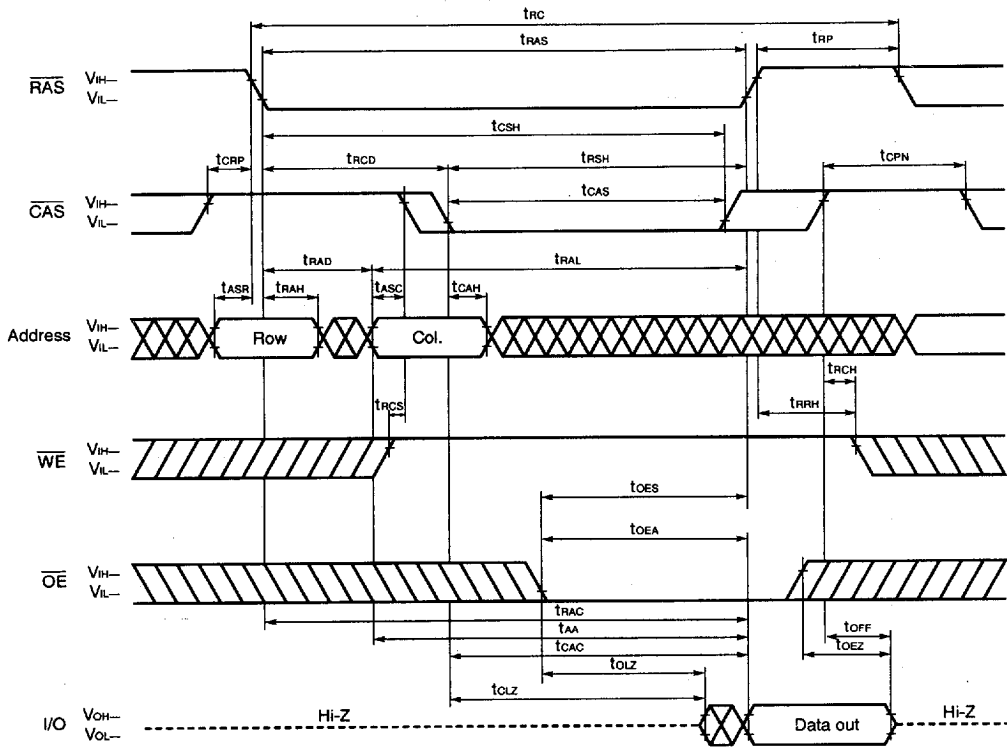 tRC
tRAS
tRP
RAS
VIH
VIL
tCSH
tCRP
tRCD
tRSH
tCPN
tCAS
CAS
VIH
VIL
tRAD
tRAL
tASR
tRAH
tASC
tCAH
Address
VIH
VIL
Row
Col.
tRCH
tRCS
tRRH
WE
VIH
VIL
tOES
tOEA
OE
VIH
VIL
tRAC
tAA
tOFF
tCAC
tOEZ
tOLZ
tCLZ
I/O
VOH
VOL
Hi-Z
Data out
Hi-Z